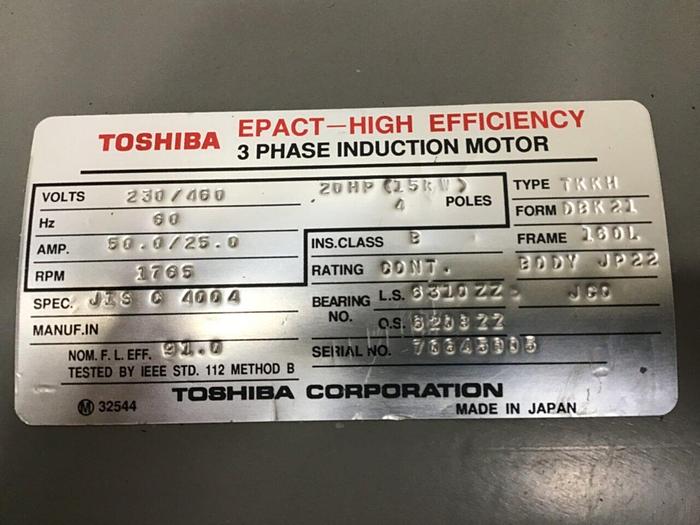 TOSHIBA EPACT-HIGH EFFICIENCY
3 PHASE INDUCTION MOTOR
VOLTS 230/460 20HP (15KW)
Hz 60 4 POLES
AMP. 50.0/25.0
RPM 1765
TYPE TKKH
FORM DBK21
INS.CLASS B FRAME 160L
RATING CONT. BODY JP22
SPEC. JIS C 4004
BEARING NO. L.S. 6310ZZ-
O.S. 6209ZZ
MANUF.IN
NOM. F. L. EFF. 91.0 SERIAL NO.
TESTED BY IEEE STD. 112 METHOD B
TOSHIBA CORPORATION
M 32544 MADE IN JAPAN